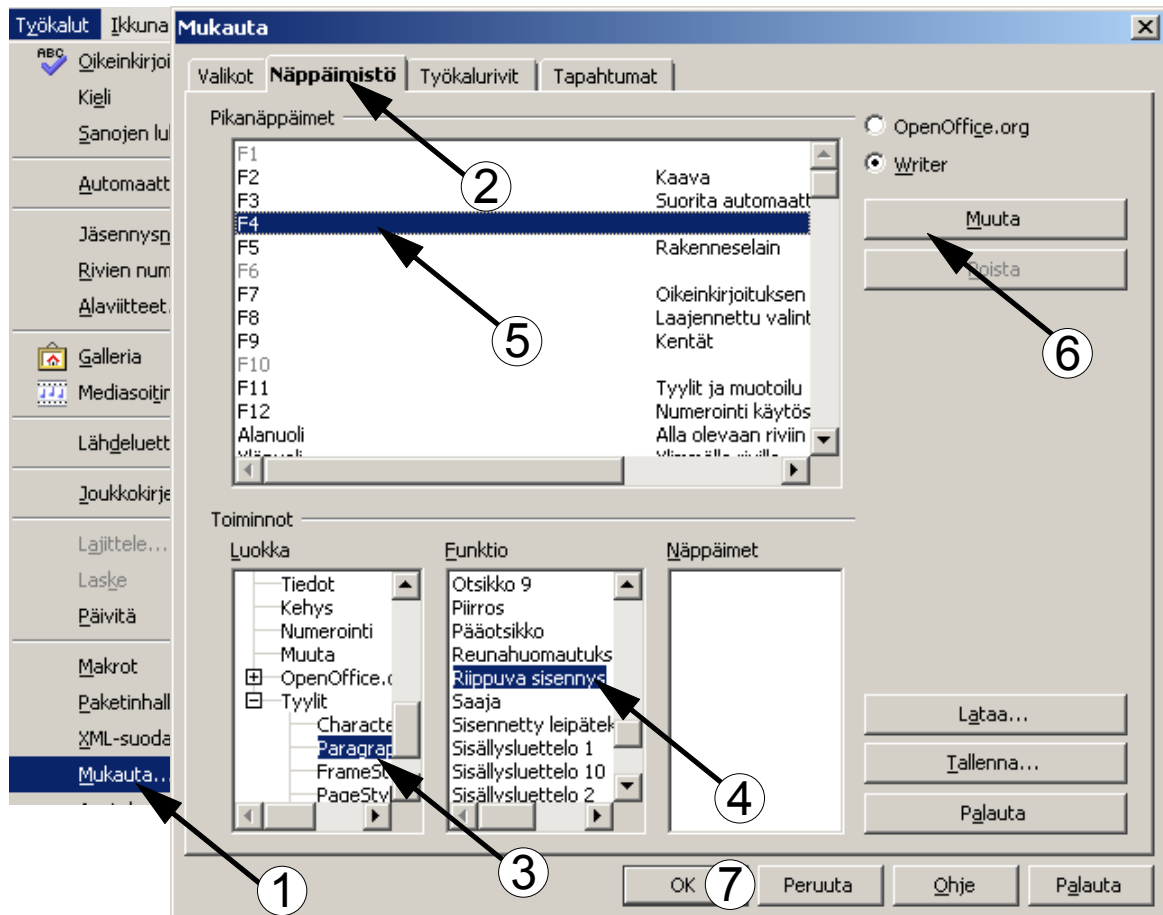 Työkalut Ikkuna
ABC Oikeinkirjoi
Kieli
Sanojen lul
Automaatt
Jäsennysn
Rivien num
Alaviitteet.
Galleria
Mediasoitin
Lähdeluett
Joukkokirje
Lajittele...
Laske
Päivitä
Makrot
Paketinhall
XML-suoda
Mukauta...
1
Mukauta
Valikot Näppäimistö Työkalurivit Tapahtumat
2
Pikanäppäimet
F1
F2 Kaava
F3 Suorita automaatt
F4
F5 Rakenneselain
F6
F7 Oikeinkirjoituksen
F8 Laajennettu valint
F9 Kentät
F10
F11 Tyylit ja muotoilu
F12 Numerointi käytös
Alanuoli Alla olevaan riviin
5
OpenOffice.org
Writer
Muuta
Poista
6
Toiminnot
Luokka
Tiedot
Kehys
Numerointi
Muuta
OpenOffice.o
Tyylit
Characte
Paragrap
FrameSt
PageStyl
3
Funktio
Otsikko 9
Piirros
Pääotsikko
Reunahuomautuks
Riippuva sisennys
Saaja
Sisennetty leipätek
Sisällysluettelo 1
Sisällysluettelo 10
Sisällysluettelo 2
4
Näppäimet
Lataa...
Tallenna...
Palauta
OK 7 Peruuta Ohje Palauta